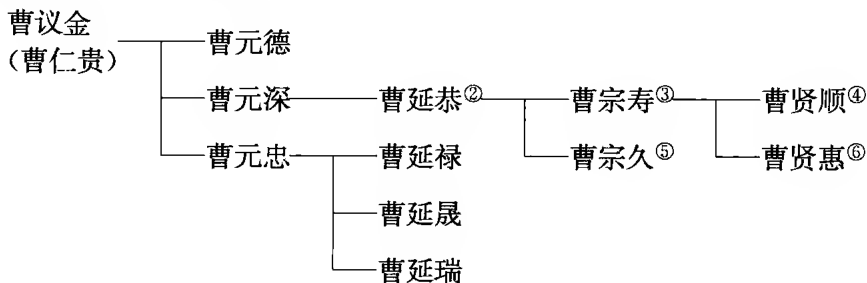 曹议金
（曹仁贵）
曹元德
曹元深 曹延恭② 曹宗寿③ 曹贤顺④
曹元忠 曹延禄 曹宗久⑤ 曹贤惠⑥
曹延晟
曹延瑞